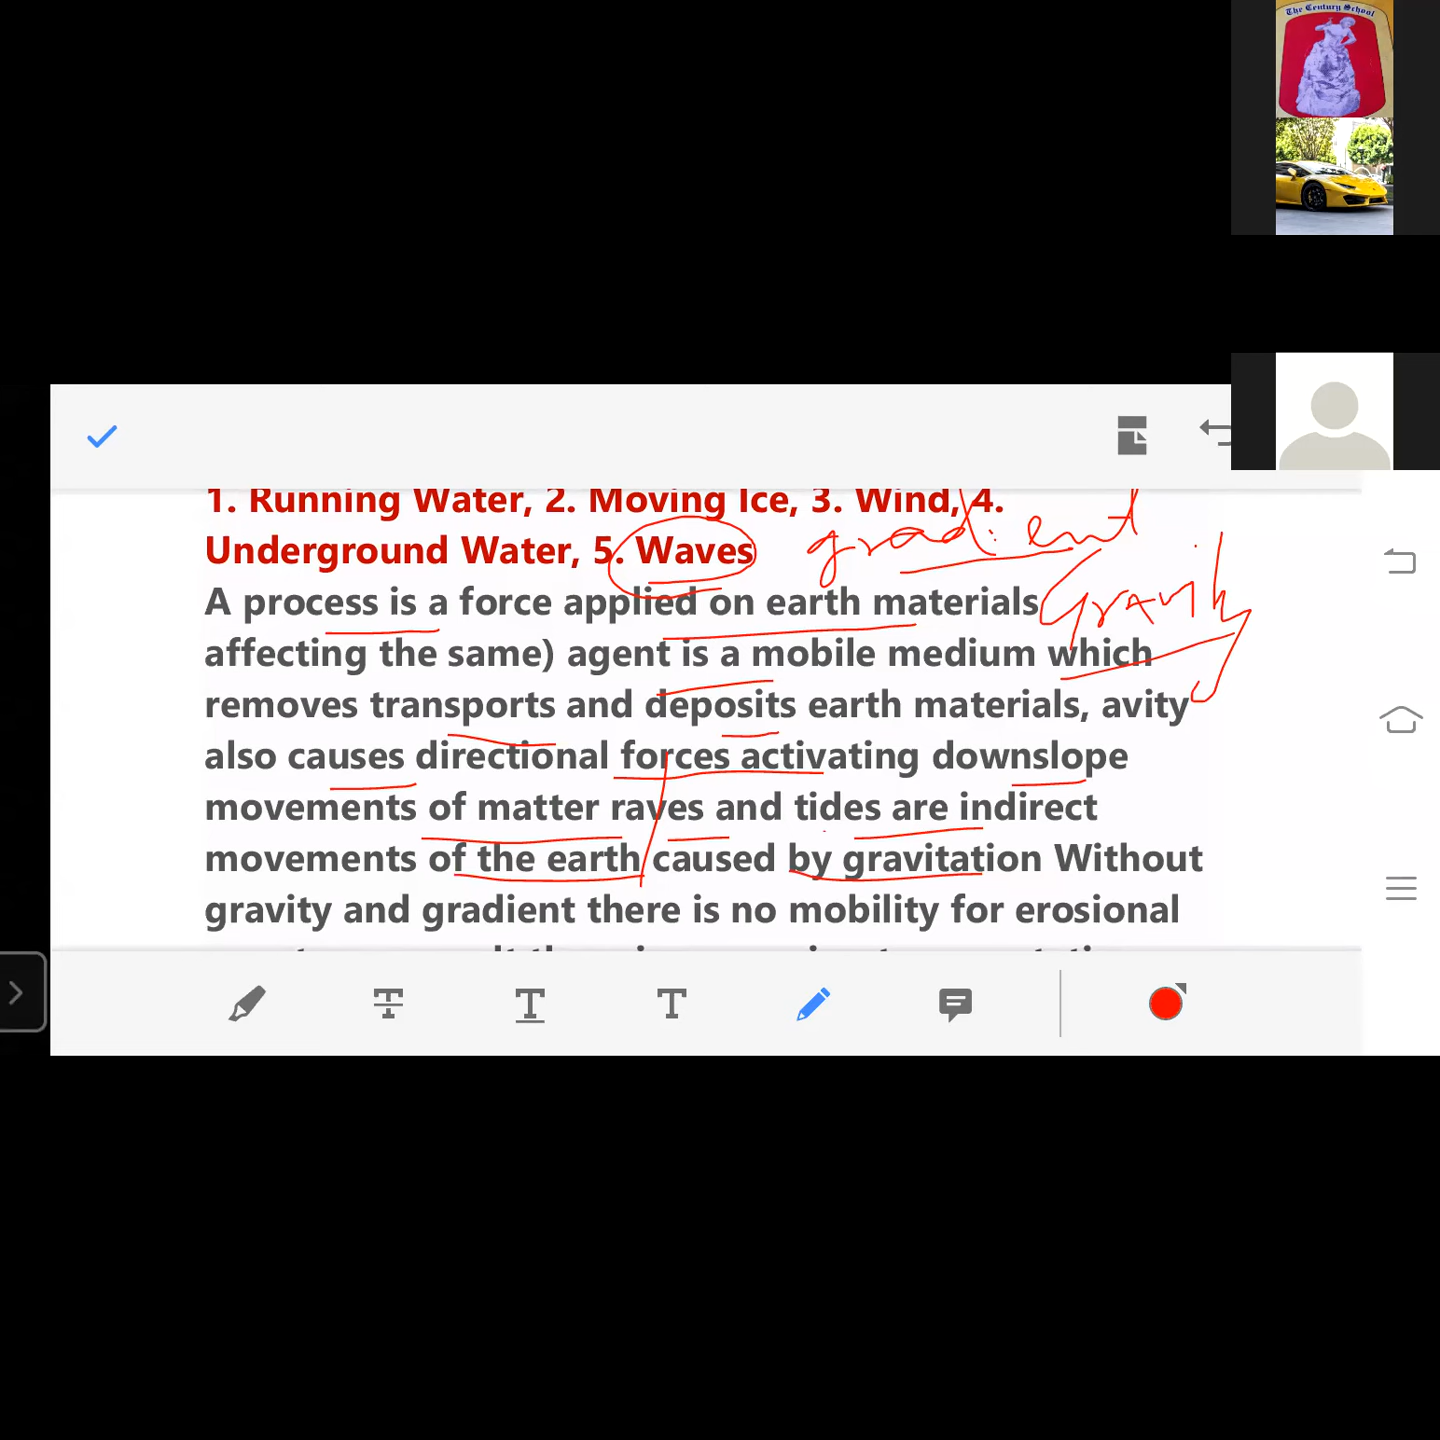 The Century School
1. Running Water, 2. Moving Ice, 3. Wind, 4.
Underground Water, 5. Waves
gradient
A process is a force applied on earth materials
Gravity
affecting the same) agent is a mobile medium which
removes transports and deposits earth materials, avity
also causes directional forces activating downslope
movements of matter raves and tides are indirect
movements of the earth caused by gravitation Without
gravity and gradient there is no mobility for erosional